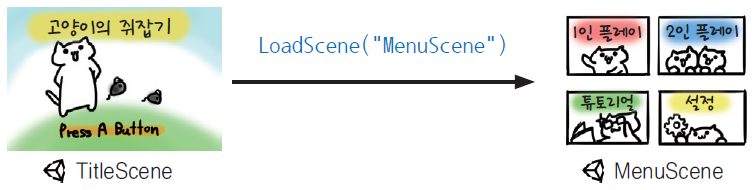 고양이의 쥐잡기
Press A Button
TitleScene
LoadScene("MenuScene")
1인 플레이
2인 플레이
튜토리얼
설정
MenuScene